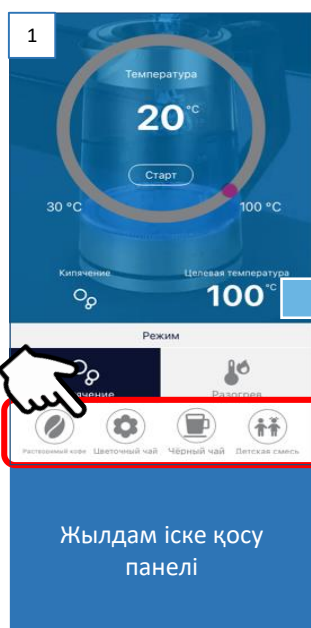 1
Температура
20 °C
Старт
30 °C
100 °C
Кипячение
Целевая температура
100 °C
Режим
Разогрев
Растворимый кофе
Цветочный чай
Чёрный чай
Детская смесь
Жылдам іске қосу
панелі